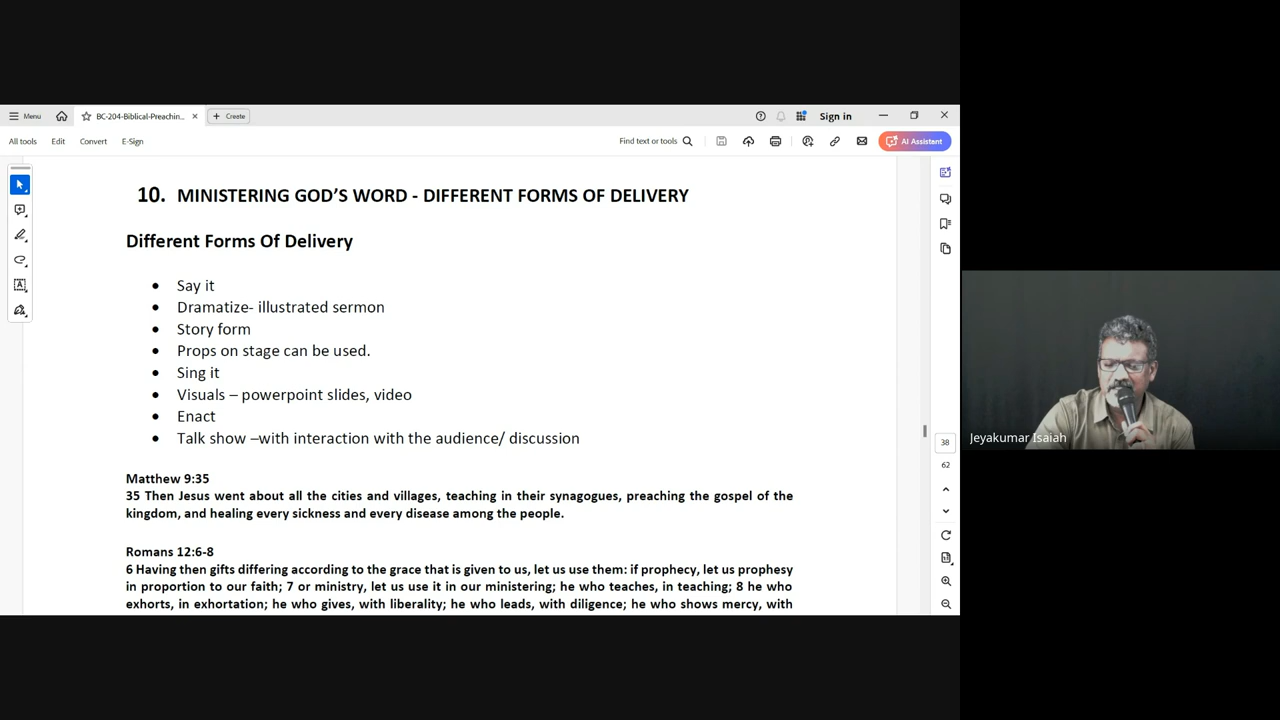 Menu
BC-204-Biblical-Preachin...
Create
Sign in
All tools
Edit
Convert
E-Sign
Find text or tools
AI Assistant
10. MINISTERING GOD'S WORD - DIFFERENT FORMS OF DELIVERY
Different Forms Of Delivery
• Say it
• Dramatize- illustrated sermon
• Story form
• Props on stage can be used.
• Sing it
• Visuals – powerpoint slides, video
• Enact
• Talk show –with interaction with the audience/ discussion
Matthew 9:35
35 Then Jesus went about all the cities and villages, teaching in their synagogues, preaching the gospel of the
kingdom, and healing every sickness and every disease among the people.
Romans 12:6-8
6 Having then gifts differing according to the grace that is given to us, let us use them: if prophecy, let us prophesy
in proportion to our faith; 7 or ministry, let us use it in our ministering; he who teaches, in teaching; 8 he who
exhorts, in exhortation; he who gives, with liberality; he who leads, with diligence; he who shows mercy, with
38
62
Jeyakumar Isaiah